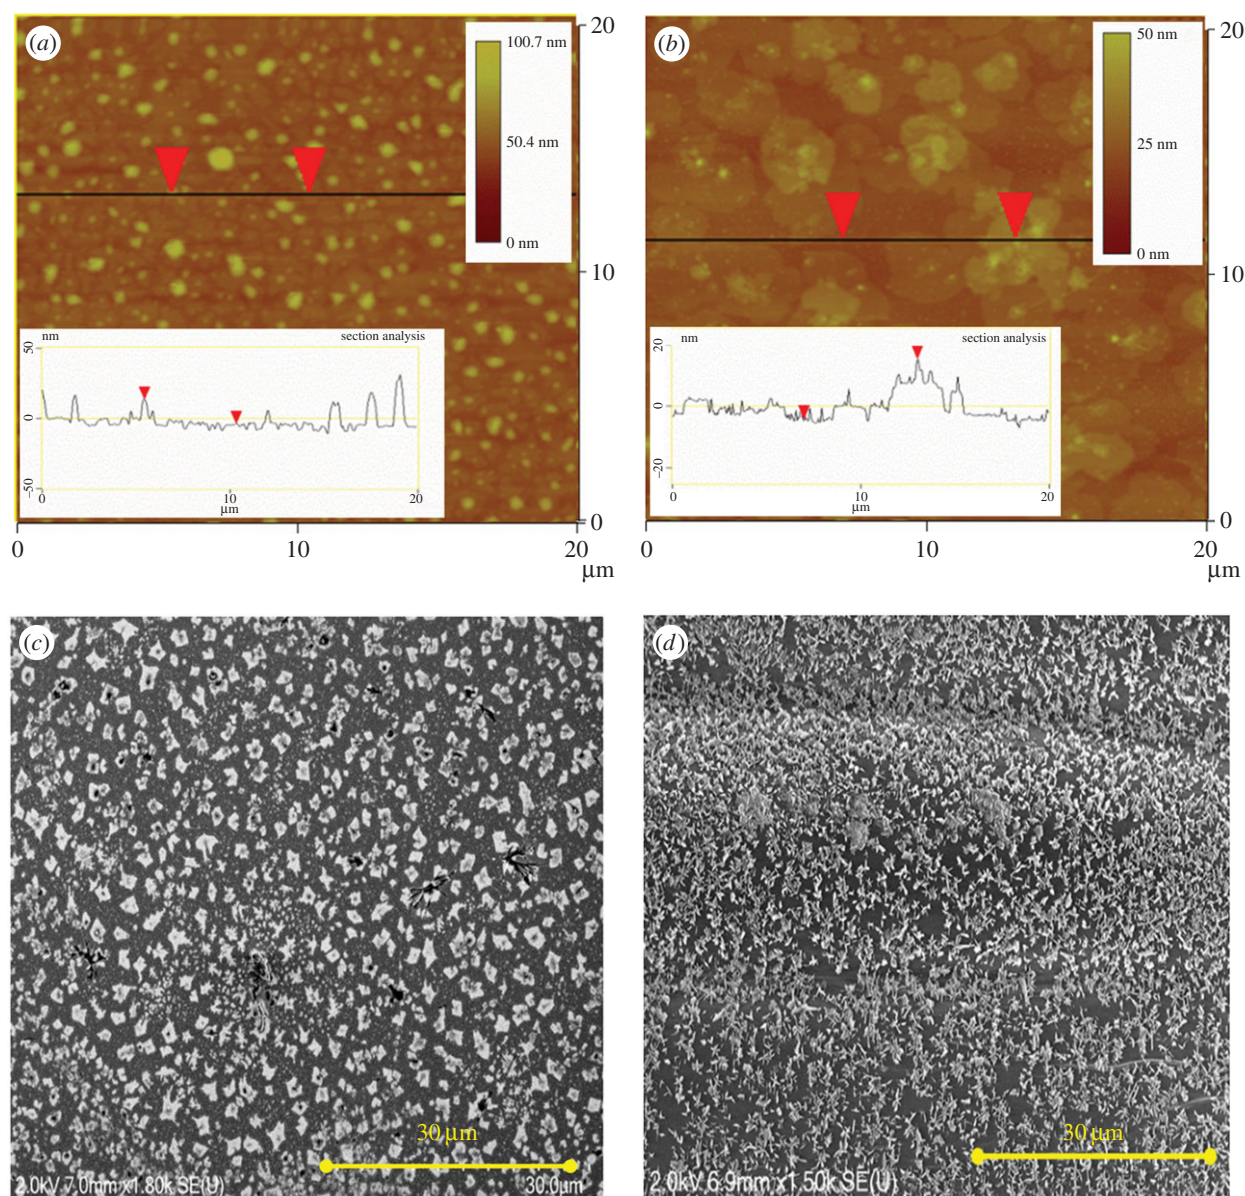 (a)
100.7 nm
50.4 nm
0 nm
20
10
0
nm
section analysis
50
0
−50
0
10
20
μm
0
10
20
μm
(b)
50 nm
25 nm
0 nm
20
10
0
nm
section analysis
20
0
−20
0
10
20
μm
0
10
20
μm
(c)
30 μm
2.0kV 7.0mm x1.80k SE(U)
30.0um
(d)
30 μm
2.0kV 6.9mm x1.50k SE(U)